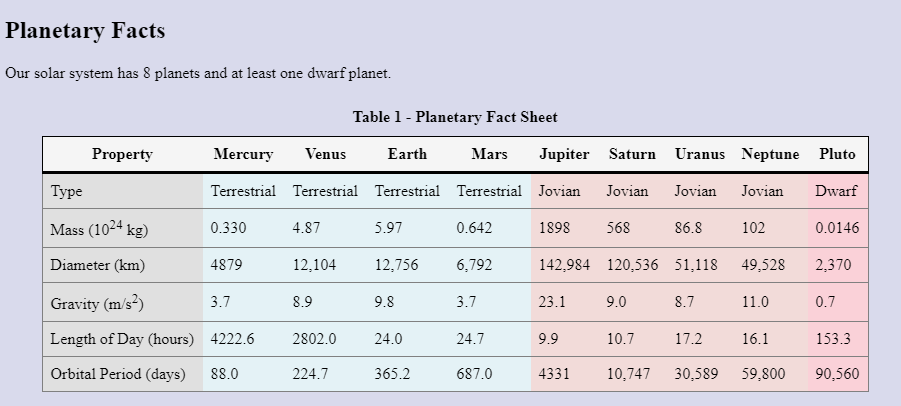 Planetary Facts
Our solar system has 8 planets and at least one dwarf planet.
Table 1 - Planetary Fact Sheet
Property Mercury Venus Earth Mars Jupiter Saturn Uranus Neptune Pluto
Type Terrestrial Terrestrial Terrestrial Terrestrial Jovian Jovian Jovian Jovian Dwarf
Mass (10²⁴ kg) 0.330 4.87 5.97 0.642 1898 568 86.8 102 0.0146
Diameter (km) 4879 12,104 12,756 6,792 142,984 120,536 51,118 49,528 2,370
Gravity (m/s²) 3.7 8.9 9.8 3.7 23.1 9.0 8.7 11.0 0.7
Length of Day (hours) 4222.6 2802.0 24.0 24.7 9.9 10.7 17.2 16.1 153.3
Orbital Period (days) 88.0 224.7 365.2 687.0 4331 10,747 30,589 59,800 90,560